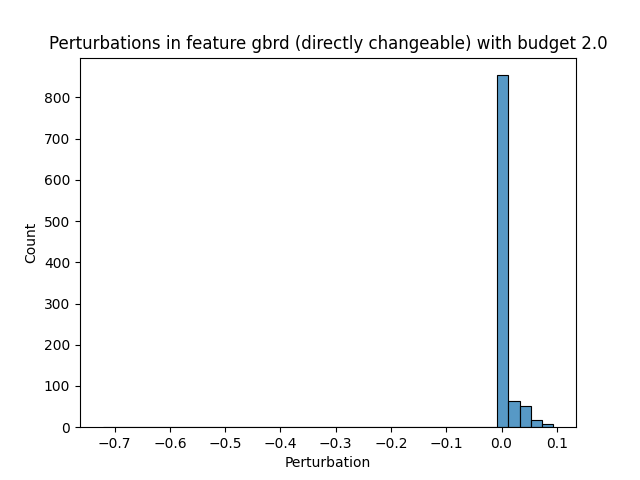 Perturbations in feature gbrd (directly changeable) with budget 2.0
Count
800
700
600
500
400
300
200
100
0
−0.7 −0.6 −0.5 −0.4 −0.3 −0.2 −0.1 0.0 0.1
Perturbation